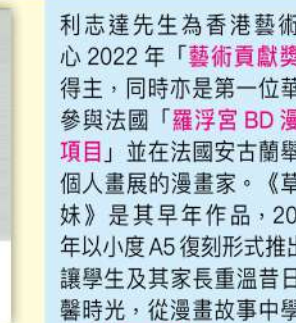 利志達先生為香港藝術
心 2022 年「藝術貢獻獎
得主，同時亦是第一位華
參與法國「羅浮宮 BD 漫
項目」並在法國安古蘭舉
個人畫展的漫畫家。《草
妹》是其早年作品，20
年以小度 A5 復刻形式推出
讓學生及其家長重溫昔日
馨時光，從漫畫故事中學